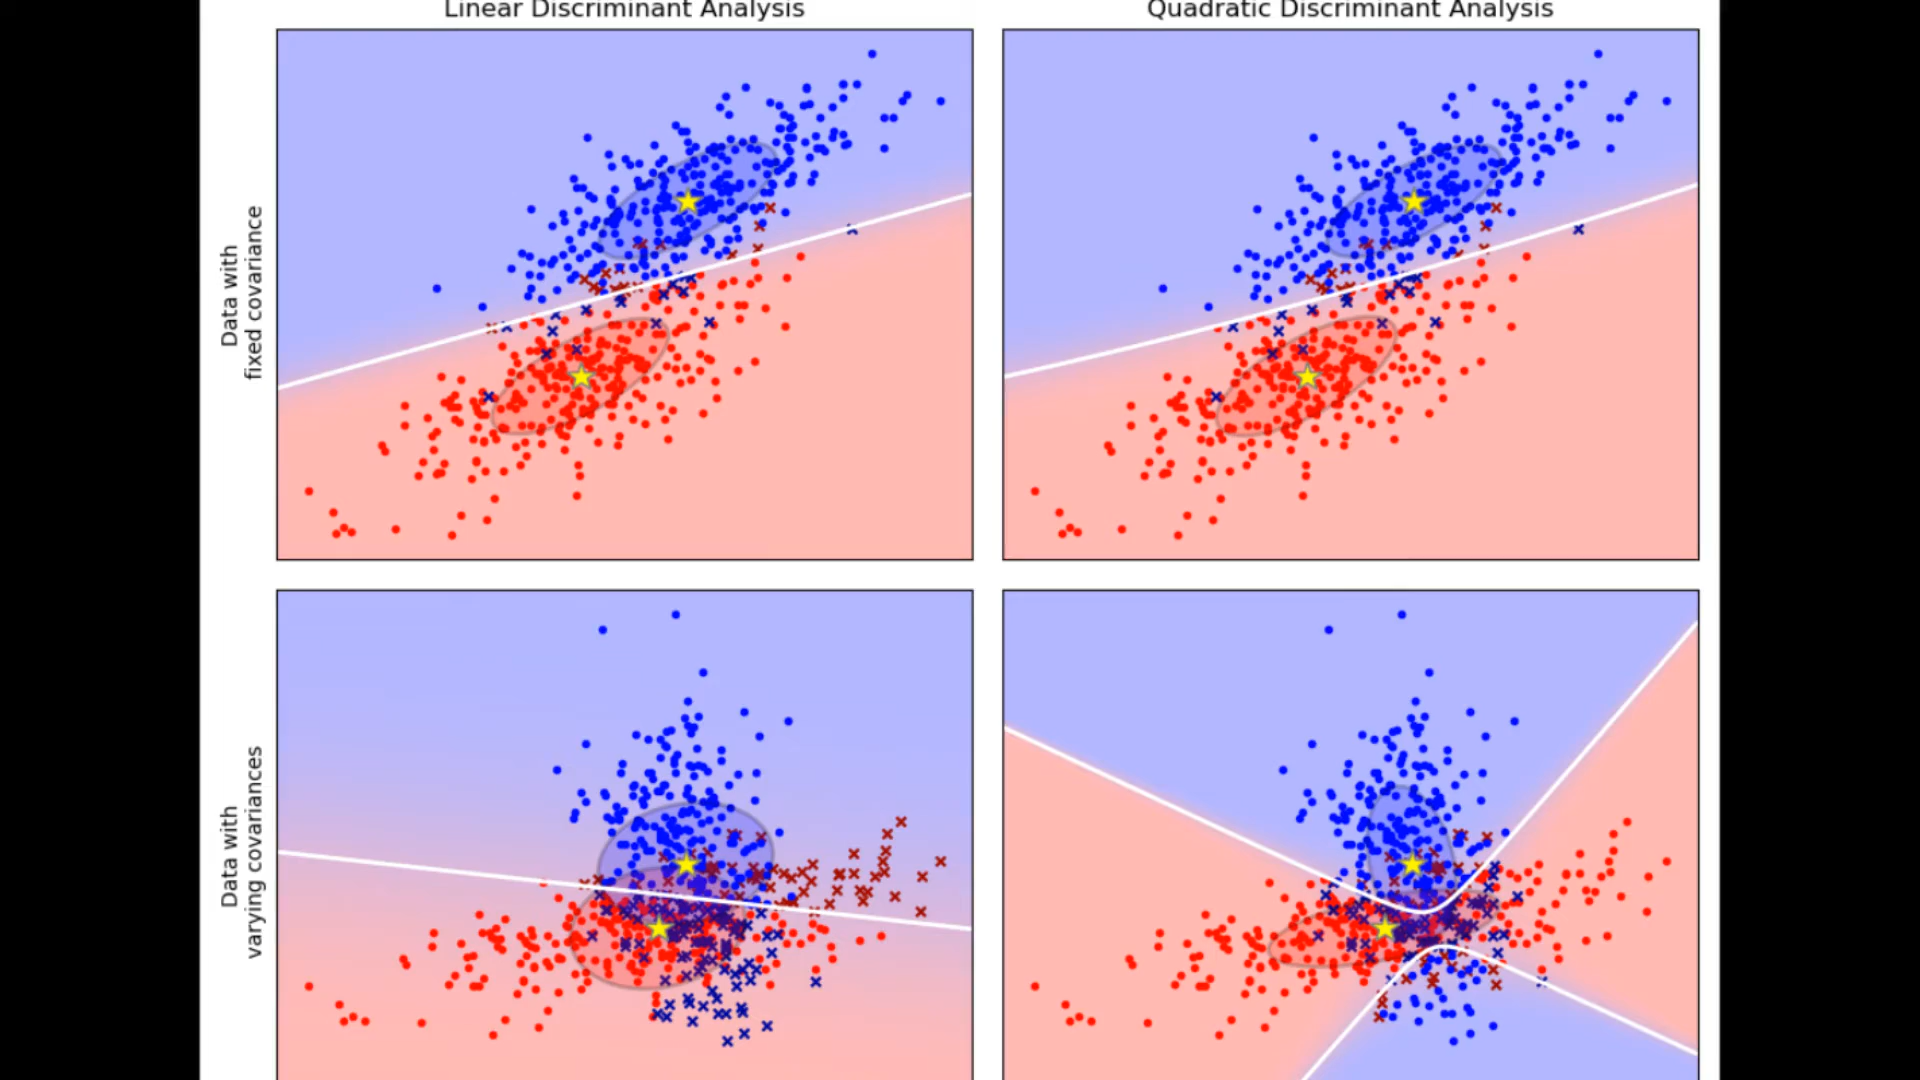 Linear Discriminant Analysis
Quadratic Discriminant Analysis
Data with
fixed covariance
Data with
varying covariances